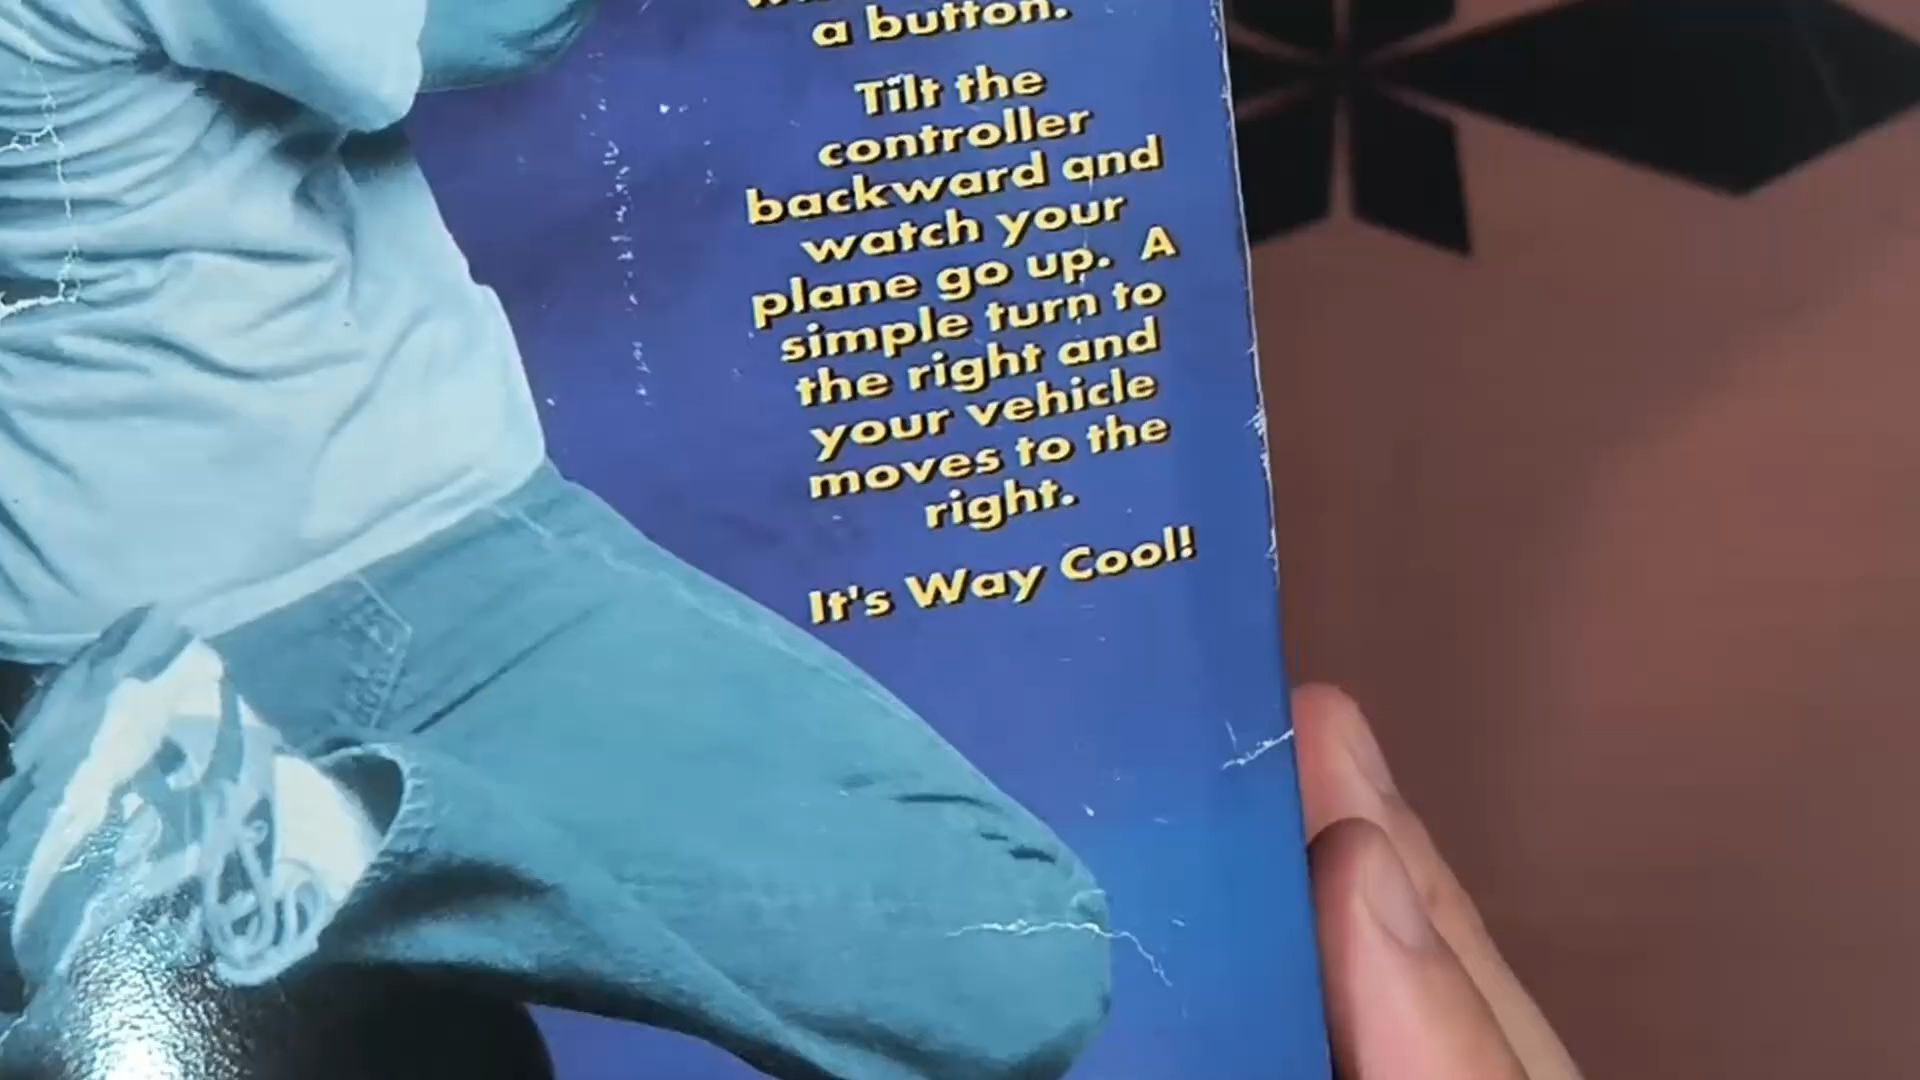 a button.
Tilt the
controller
backward and
watch your
plane go up. A
simple turn to
the right and
your vehicle
moves to the
right.
It's Way Cool!